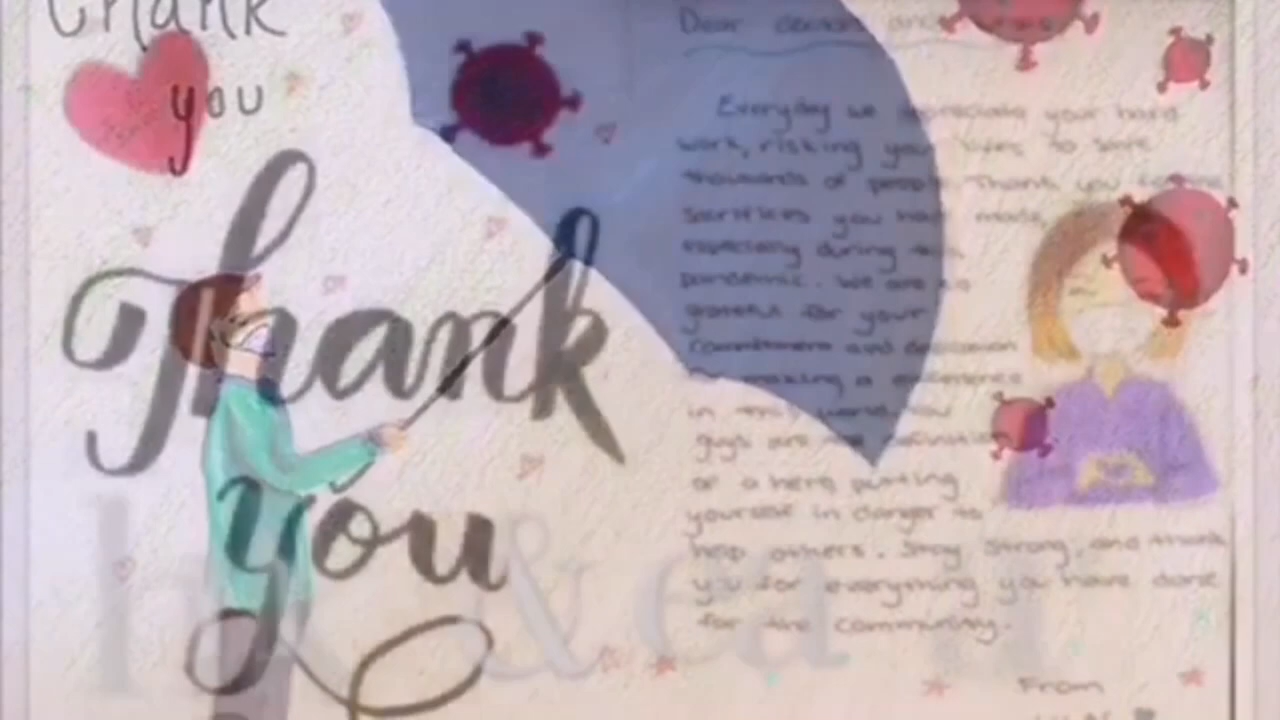 Thank
you
Thank
you
Dear
Everyday we appreciate your hard
work, risking your lives to save
thousands of people. Thank you for the
sacrifices you have made,
especially during this
pandemic. We are so
grateful for your
commitment and dedication
making a difference
in this world. You
guys are the definition
of a hero, putting
yourself in danger to
help others. Stay strong, and thank
you for everything you have done
for the community.
From